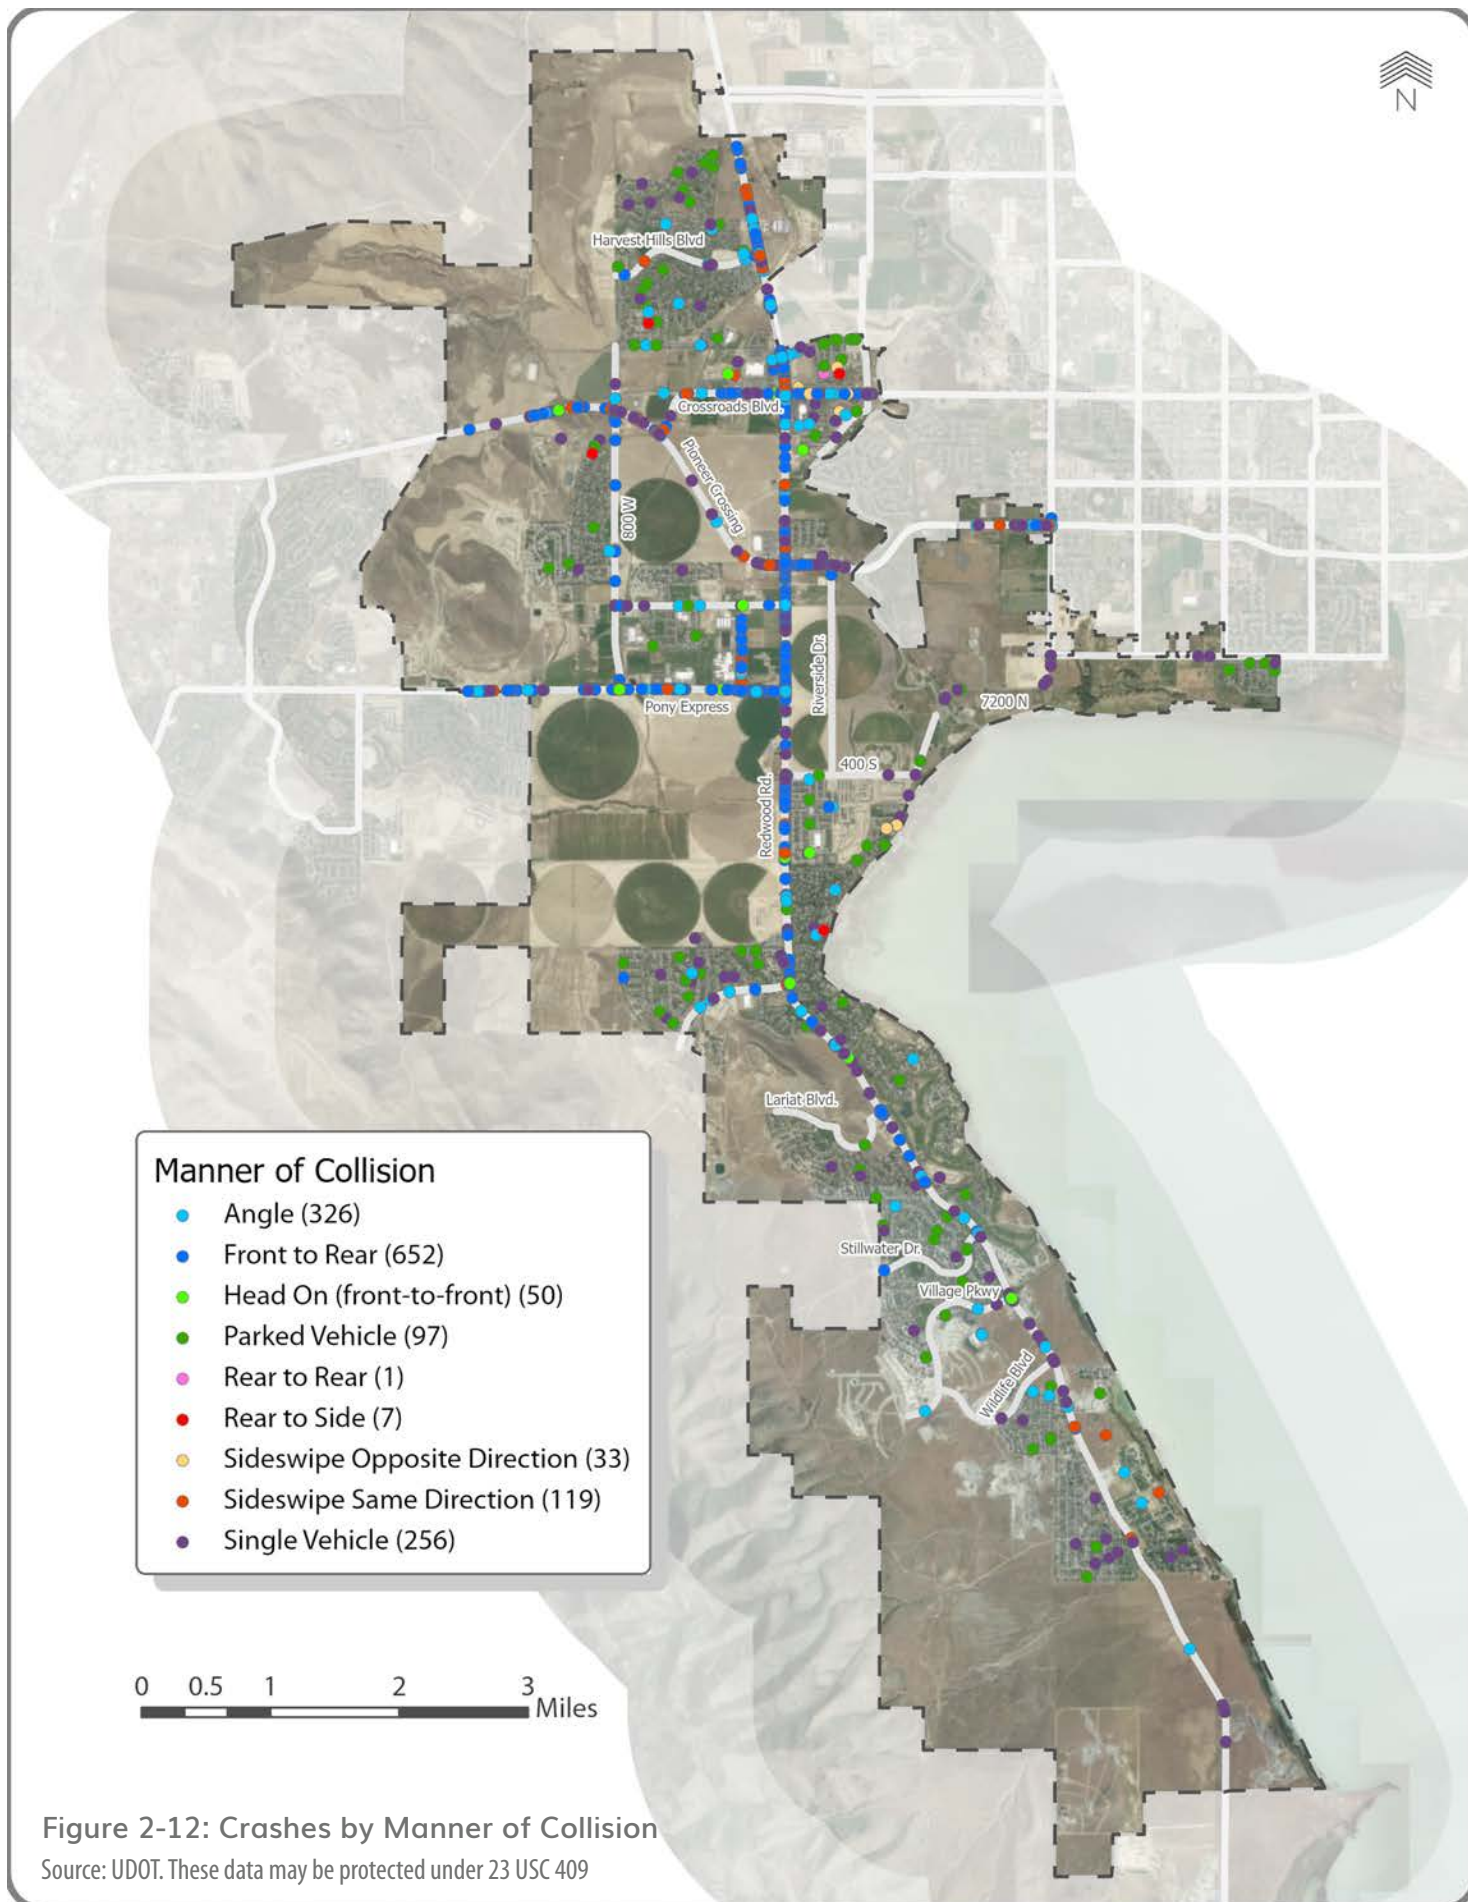 N
Harvest Hills Blvd
Crossroads Blvd.
Pioneer Crossing
800 W
Riverside Dr.
7200 N
Pony Express
400 S
Redwood Rd.
Lariat Blvd.
Stillwater Dr.
Village Pkwy
Wildlife Blvd
Manner of Collision
Angle (326)
Front to Rear (652)
Head On (front-to-front) (50)
Parked Vehicle (97)
Rear to Rear (1)
Rear to Side (7)
Sideswipe Opposite Direction (33)
Sideswipe Same Direction (119)
Single Vehicle (256)
0 0.5 1 2 3
Miles
Figure 2-12: Crashes by Manner of Collision
Source: UDOT. These data may be protected under 23 USC 409